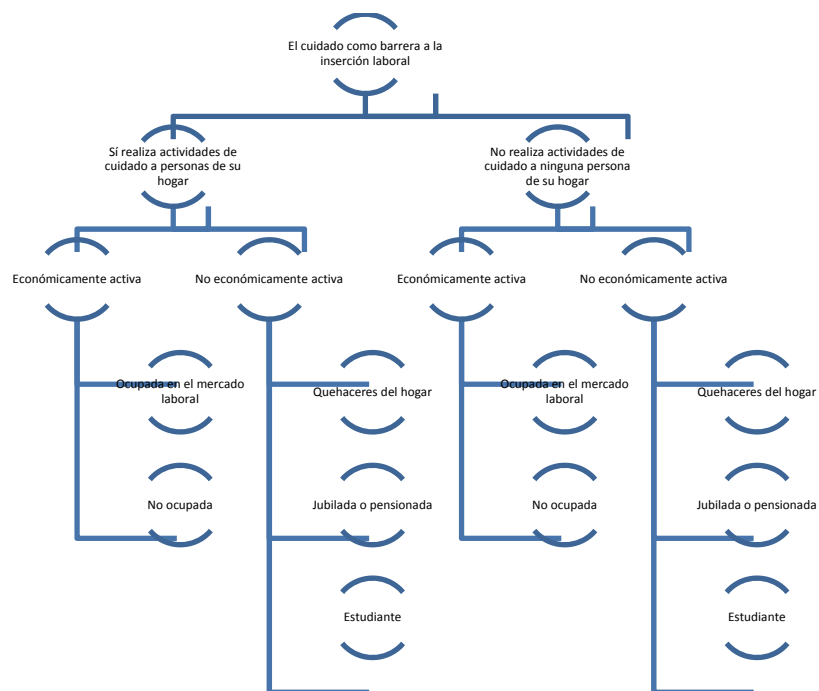 El cuidado como barrera a la
inserción laboral
Sí realiza actividades de
cuidado a personas de su
hogar
No realiza actividades de
cuidado a ninguna persona
de su hogar
Económicamente activa
No económicamente activa
Económicamente activa
No económicamente activa
Ocupada en el mercado
laboral
Quehaceres del hogar
Ocupada en el mercado
laboral
Quehaceres del hogar
No ocupada
Jubilada o pensionada
No ocupada
Jubilada o pensionada
Estudiante
Estudiante